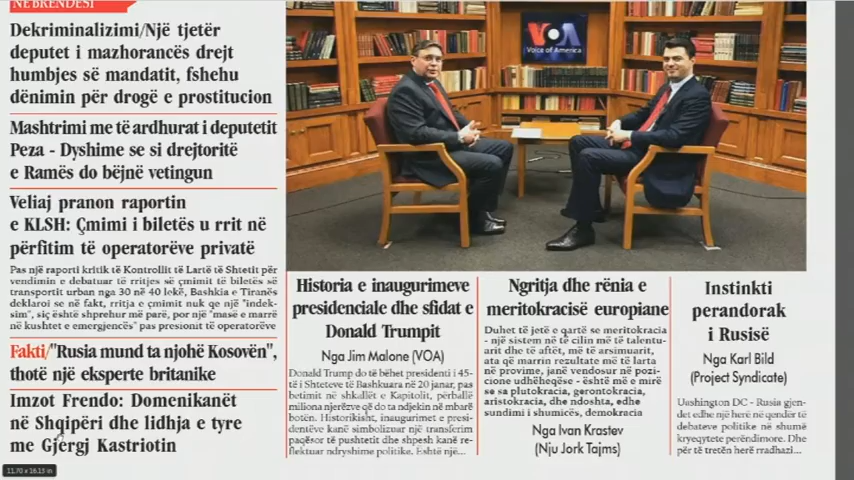 NË BRENDËSI
Dekriminalizimi/Një tjetër
deputet i mazhorancës drejt
humbjes së mandatit, fshehu
dënimin për drogë e prostitucion
Mashtrimi me të ardhurat i deputetit
Peza - Dyshime se si drejtoritë
e Ramës do bëjnë vetingun
Veliaj pranon raportin
e KLSH: Çmimi i biletës u rrit në
përfitim të operatorëve privatë
Pas një raporti kritik të Kontrollit të Lartë të Shtetit për
vendimin e debatuar të rritjes së çmimit të biletës së
transportit urban nga 30 në 40 lekë, Bashkia e Tiranës
deklaroi se në fakt, rritja e çmimit nuk qe një "indek-
sim", siç është shprehur më parë, por një "masë e marrë
në kushtet e emergjencës" pas presionit të operatorëve
Fakti/"Rusia mund ta njohë Kosovën",
thotë një eksperte britanike
Imzot Frendo: Domenikanët
në Shqipëri dhe lidhja e tyre
me Gjergj Kastriotin
VOA
Voice of America
Historia e inaugurimeve
presidenciale dhe sfidat e
Donald Trumpit
Nga Jim Malone (VOA)
Donald Trump do të bëhet presidenti i 45-
të i Shteteve të Bashkuara në 20 janar, pas
betimit në shkallët e Kapitolit, përballë
miliona njerëzve që do ta ndjekin në mbarë
botën. Historikisht, inaugurimet e presi-
dentëve kanë simbolizuar një transferim
paqësor të pushtetit dhe shpesh kanë re-
flektuar ndryshime politike. Është një...
Ngritja dhe rënia e
meritokracisë europiane
Duhet të jetë e qartë se meritokracia
- një sistem në të cilin më të talentu-
arit dhe të aftët, më të arsimuarit,
ata që marrin rezultate më të larta
në provime, janë vendosur në pozi-
cione udhëheqëse - është më e mirë
se sa plutokracia, gerontokracia,
aristokracia, dhe ndoshta, edhe
sundimi i shumicës, demokracia
Nga Ivan Krastev
(Nju Jork Tajms)
Instinkti
perandorak
i Rusisë
Nga Karl Bild
(Project Syndicate)
Uashington DC - Rusia gjen-
det edhe një herë në qendër të
debateve politike në shumë
kryeqytete perëndimore. Dhe
për të tretën herë rradhazi...
11.70 x 16.15 in